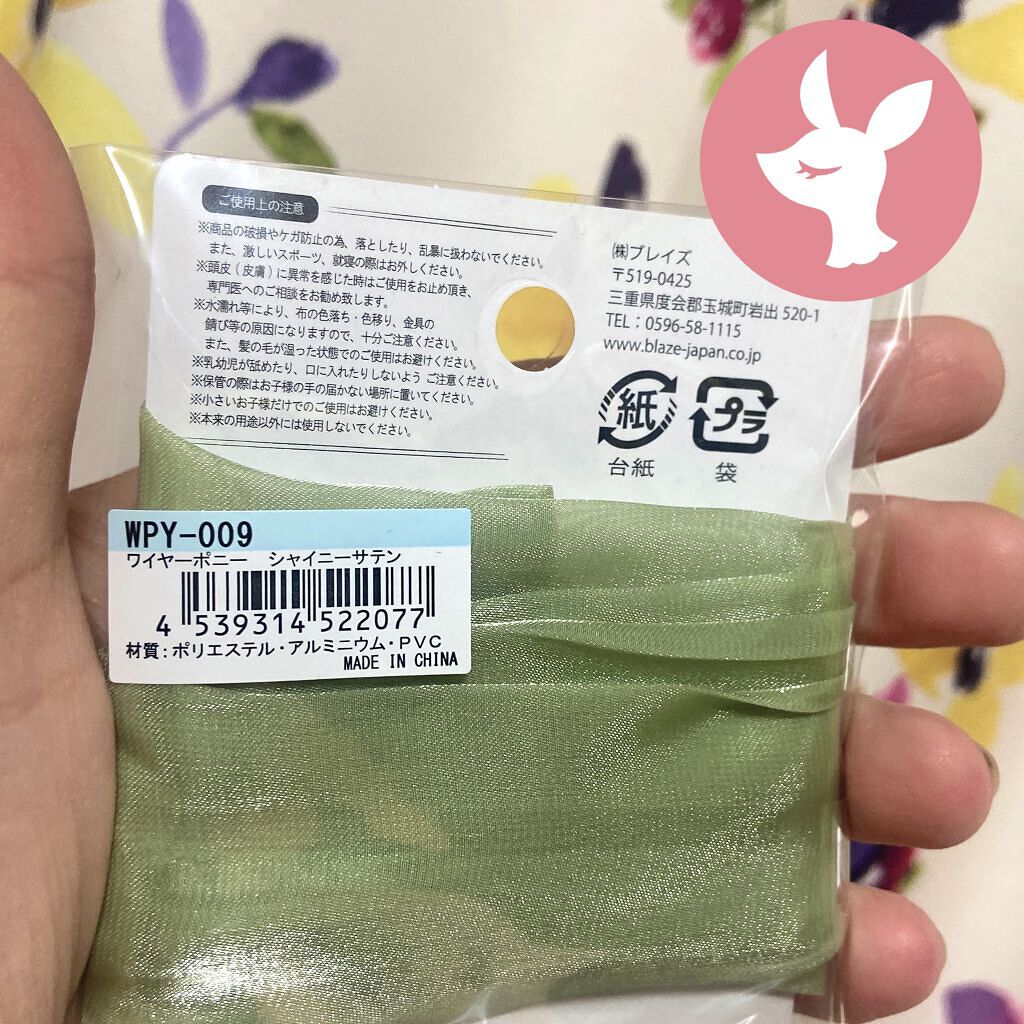 ご使用上の注意
※商品の破損やケガ防止の為、落としたり、乱暴に扱わないでください。
また、激しいスポーツ、就寝の際はお外しください。
※頭皮(皮膚)に異常を感じた時はご使用をお止め頂き、
専門医へのご相談をお勧め致します。
※水濡れ等により、布の色落ち・色移り、金具の
錆び等の原因になりますので、十分ご注意ください。
また、髪の毛が湿った状態でのご使用はお避けください。
※乳幼児が舐めたり、口に入れたりしないよう ご注意ください。
※保管の際はお子様の手の届かない場所に置いてください。
※小さいお子様だけでのご使用はお避けください。
※本来の用途以外には使用しないでください。
㈱ブレイズ
〒519-0425
三重県度会郡玉城町岩出 520-1
TEL：0596-58-1115
www.blaze-japan.co.jp
紙
台紙
プラ
袋
WPY-009
ワイヤーポニー シャイニーサテン
4 539314 522077
材質：ポリエステル・アルミニウム・PVC
MADE IN CHINA